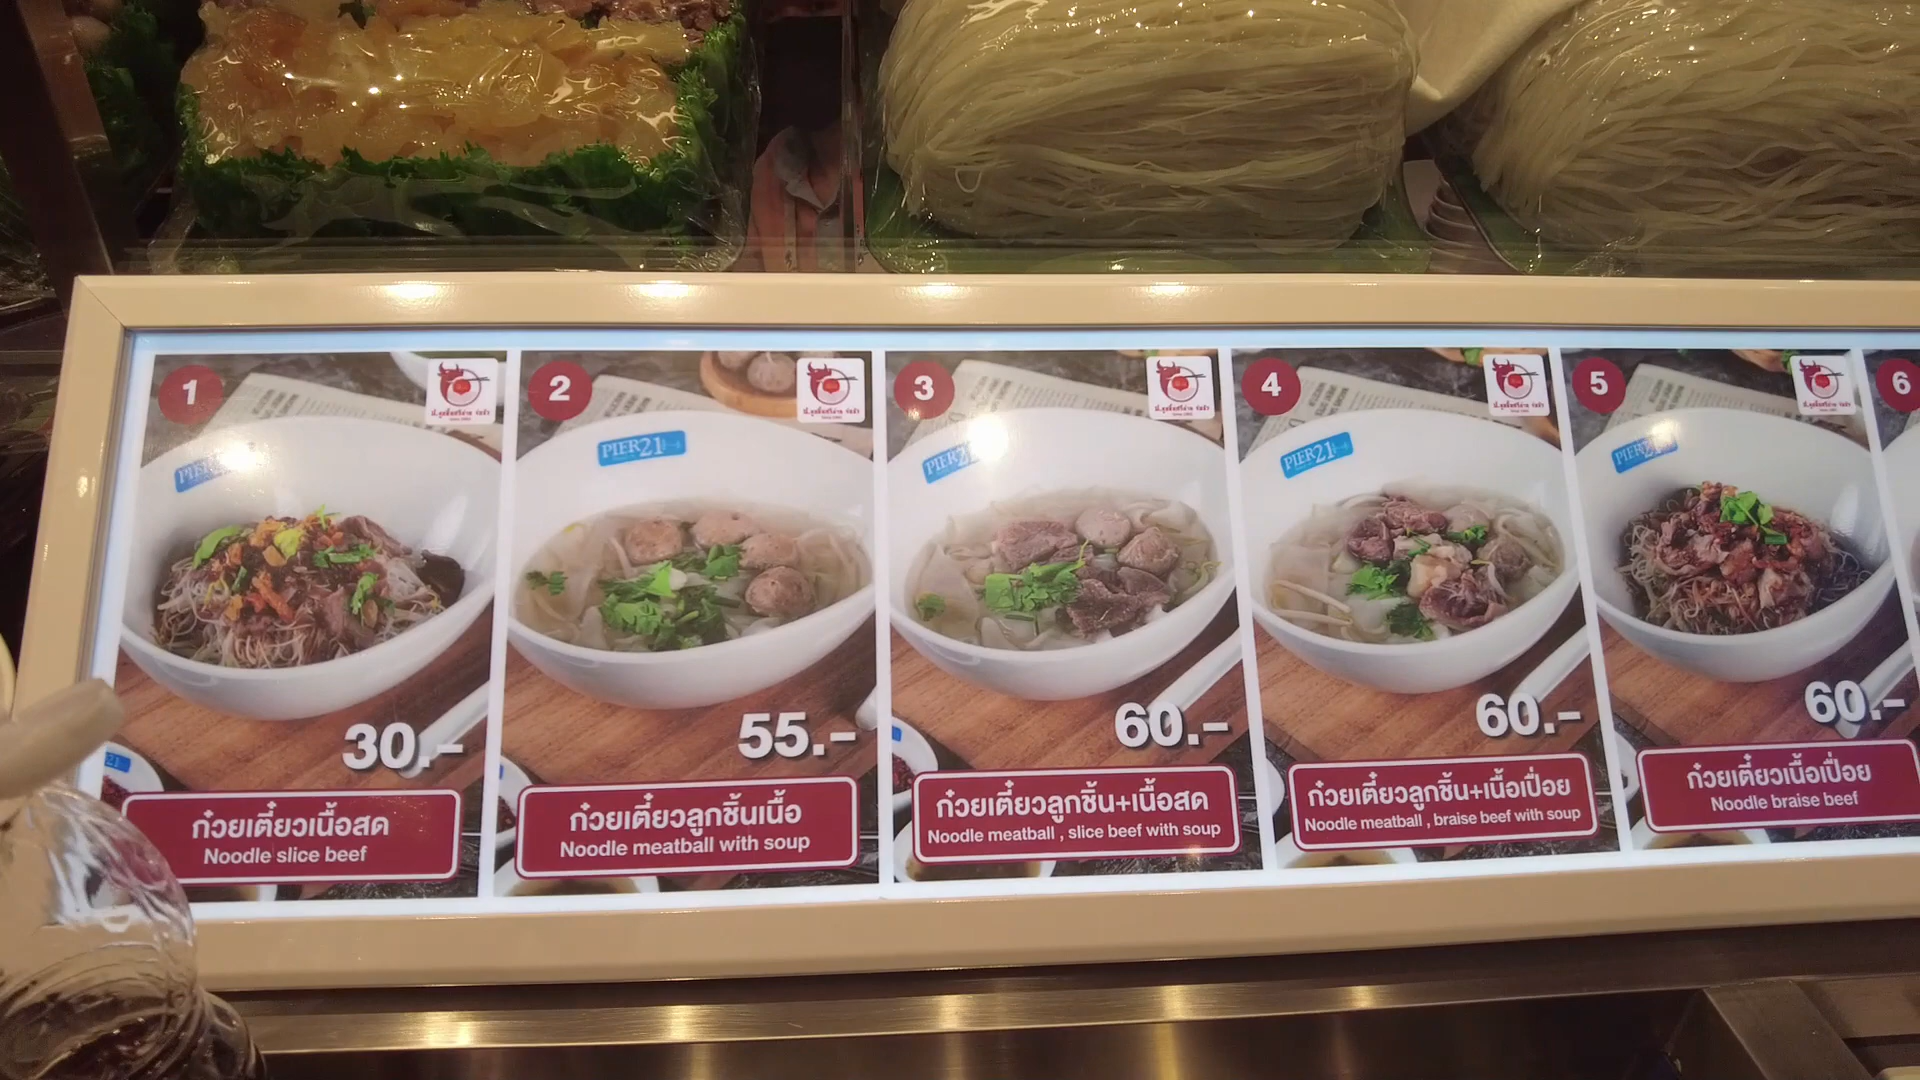 1
2
3
4
5
6
PIER21
PIER21
PIER21
PIER21
PIER21
30.-
55.-
60.-
60.-
60.-
ก๋วยเตี๋ยวเนื้อสด
Noodle slice beef
ก๋วยเตี๋ยวลูกชิ้นเนื้อ
Noodle meatball with soup
ก๋วยเตี๋ยวลูกชิ้น+เนื้อสด
Noodle meatball , slice beef with soup
ก๋วยเตี๋ยวลูกชิ้น+เนื้อเปื่อย
Noodle meatball , braise beef with soup
ก๋วยเตี๋ยวเนื้อเปื่อย
Noodle braise beef